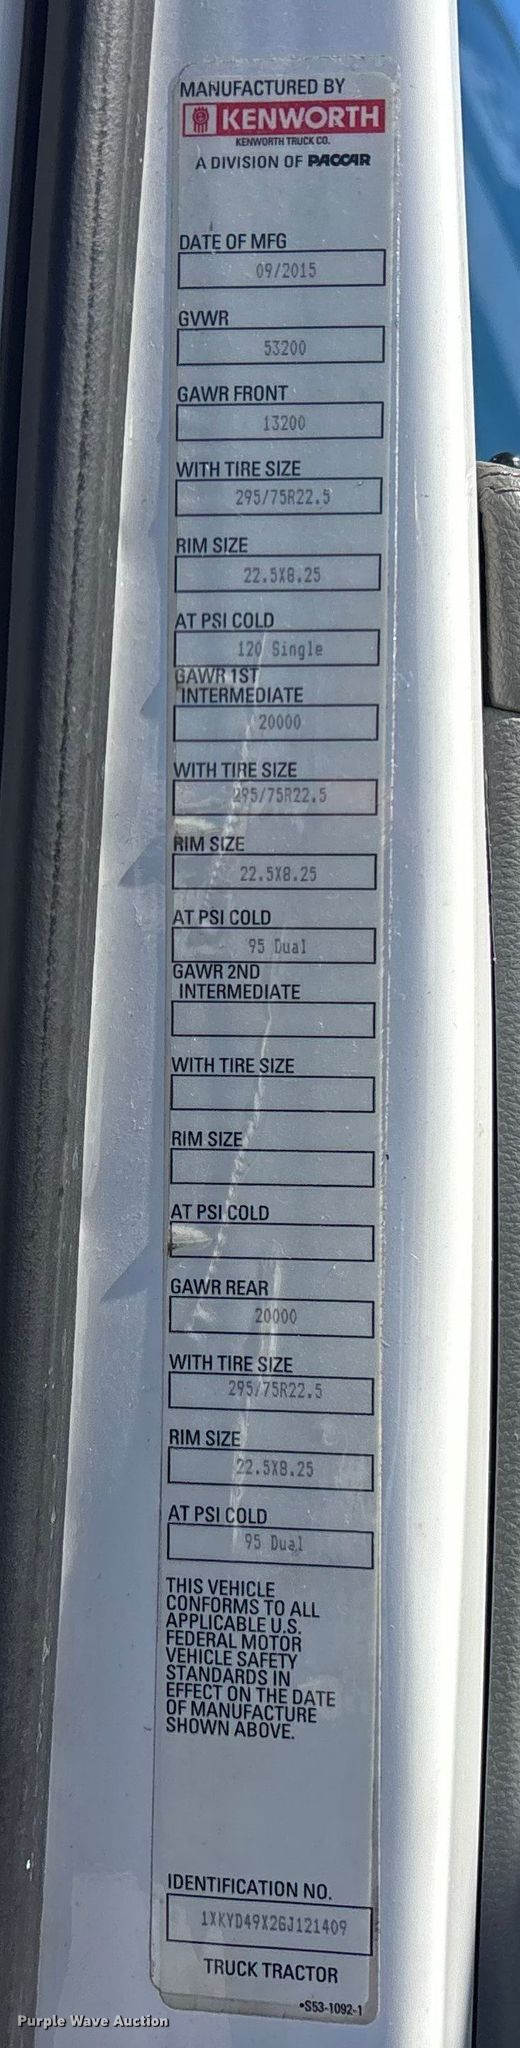 MANUFACTURED BY
KENWORTH
KENWORTH TRUCK CO.
A DIVISION OF PACCAR
DATE OF MFG
09/2015
GVWR
53200
GAWR FRONT
13200
WITH TIRE SIZE
295/75R22.5
RIM SIZE
22.5X8.25
AT PSI COLD
120 Single
GAWR 1ST
INTERMEDIATE
20000
WITH TIRE SIZE
295/75R22.5
RIM SIZE
22.5X8.25
AT PSI COLD
95 Dual
GAWR 2ND
INTERMEDIATE
WITH TIRE SIZE
RIM SIZE
AT PSI COLD
GAWR REAR
20000
WITH TIRE SIZE
295/75R22.5
RIM SIZE
22.5X8.25
AT PSI COLD
95 Dual
THIS VEHICLE
CONFORMS TO ALL
APPLICABLE U.S.
FEDERAL MOTOR
VEHICLE SAFETY
STANDARDS IN
EFFECT ON THE DATE
OF MANUFACTURE
SHOWN ABOVE.
IDENTIFICATION NO.
1XKYD49X2GJ121409
TRUCK TRACTOR
•S53-1092-1
Purple Wave Auction